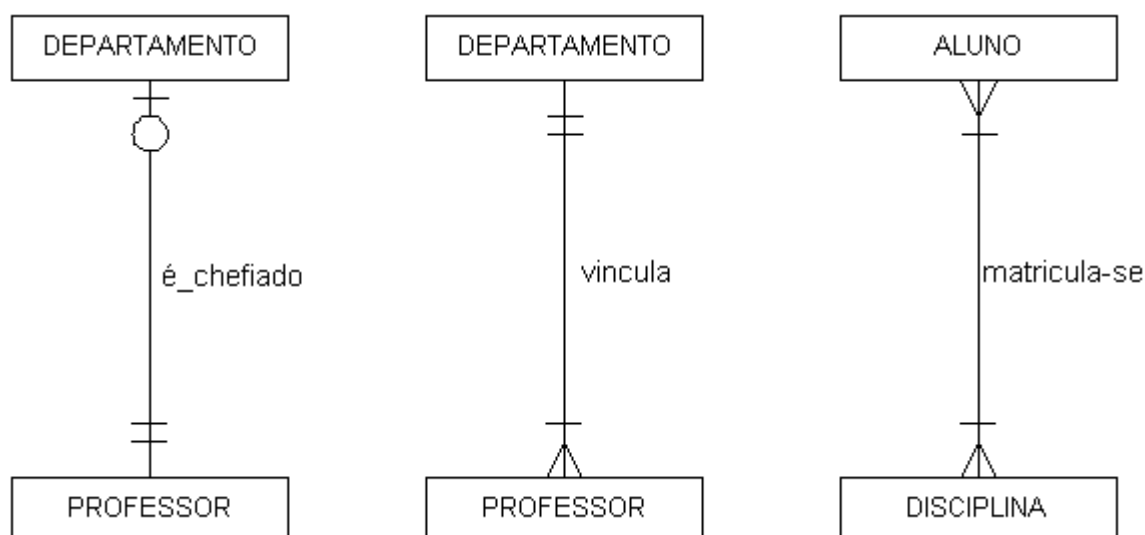 DEPARTAMENTO
DEPARTAMENTO
ALUNO
é_chefiado
vincula
matricula-se
PROFESSOR
PROFESSOR
DISCIPLINA